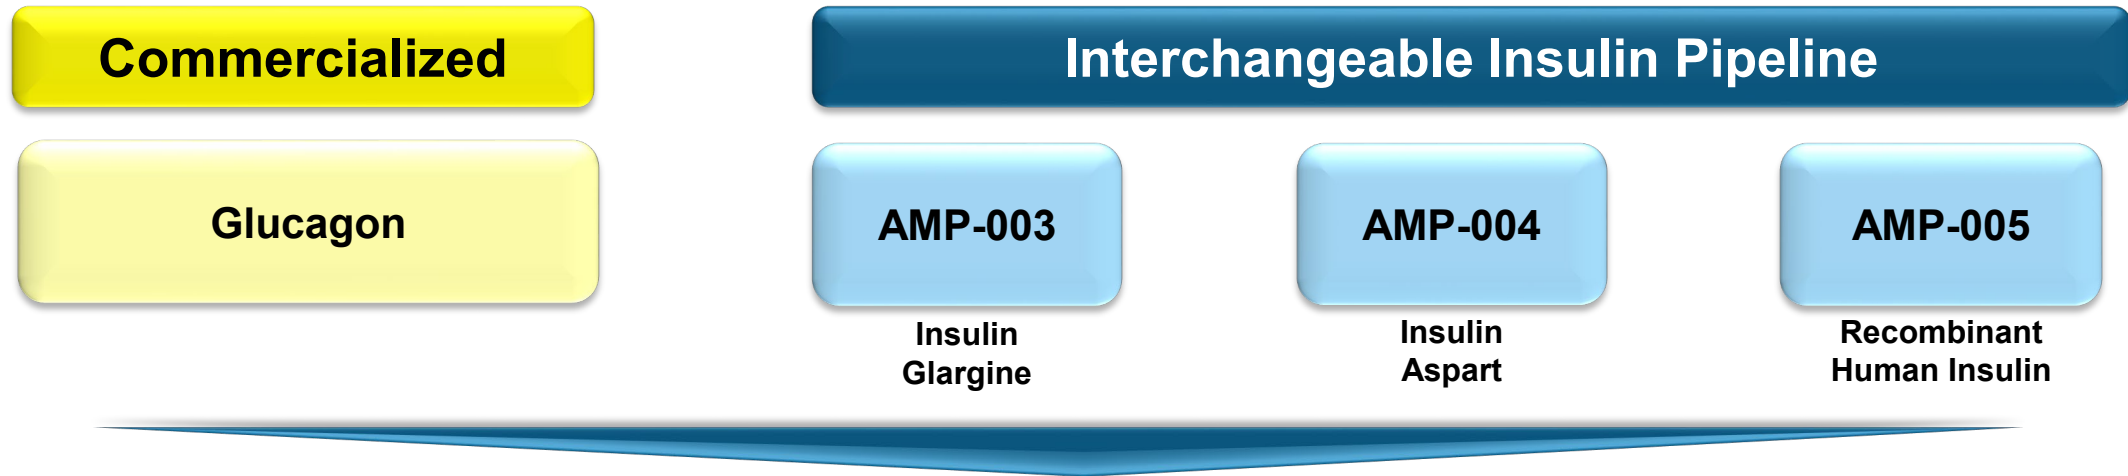 Commercialized
Interchangeable Insulin Pipeline
Glucagon
AMP-003
AMP-004
AMP-005
Insulin
Glargine
Insulin
Aspart
Recombinant
Human Insulin